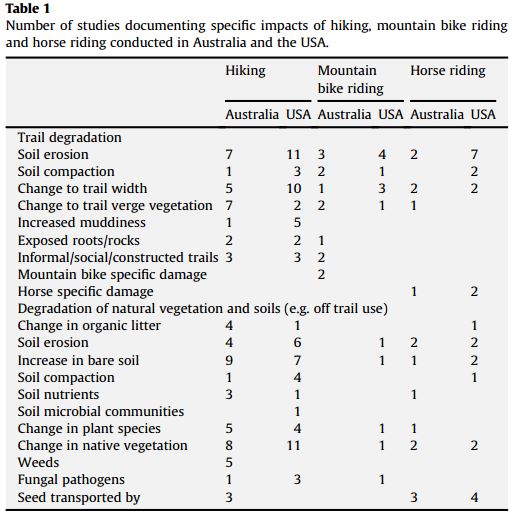 Table 1
Number of studies documenting specific impacts of hiking, mountain bike riding
and horse riding conducted in Australia and the USA.
Hiking Mountain Horse riding
bike riding
Australia USA Australia USA Australia USA
Trail degradation
Soil erosion 7 11 3 4 2 7
Soil compaction 1 3 2 1 2
Change to trail width 5 10 1 3 2 2
Change to trail verge vegetation 7 2 2 1 1
Increased muddiness 1 5
Exposed roots/rocks 2 2 1
Informal/social/constructed trails 3 3 2
Mountain bike specific damage 2
Horse specific damage 1 2
Degradation of natural vegetation and soils (e.g. off trail use)
Change in organic litter 4 1 1
Soil erosion 4 6 1 2 2
Increase in bare soil 9 7 1 1 2
Soil compaction 1 4 1
Soil nutrients 3 1 1
Soil microbial communities 1
Change in plant species 5 4 1 1
Change in native vegetation 8 11 1 2 2
Weeds 5
Fungal pathogens 1 3 1
Seed transported by 3 3 4